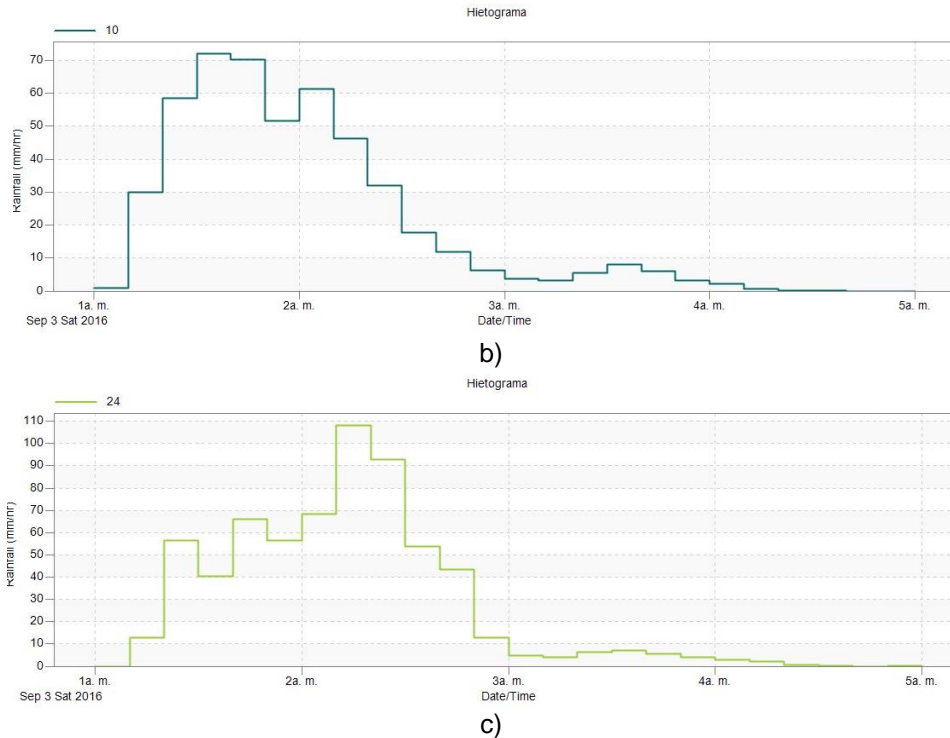 Hietograma
10
70
60
50
40
30
20
10
0
Rainfall (mm/hr)
1a. m.
2a. m.
3a. m.
4a. m.
5a. m.
Sep 3 Sat 2016
Date/Time
b)
Hietograma
24
110
100
90
80
70
60
50
40
30
20
10
0
Rainfall (mm/hr)
1a. m.
2a. m.
3a. m.
4a. m.
5a. m.
Sep 3 Sat 2016
Date/Time
c)